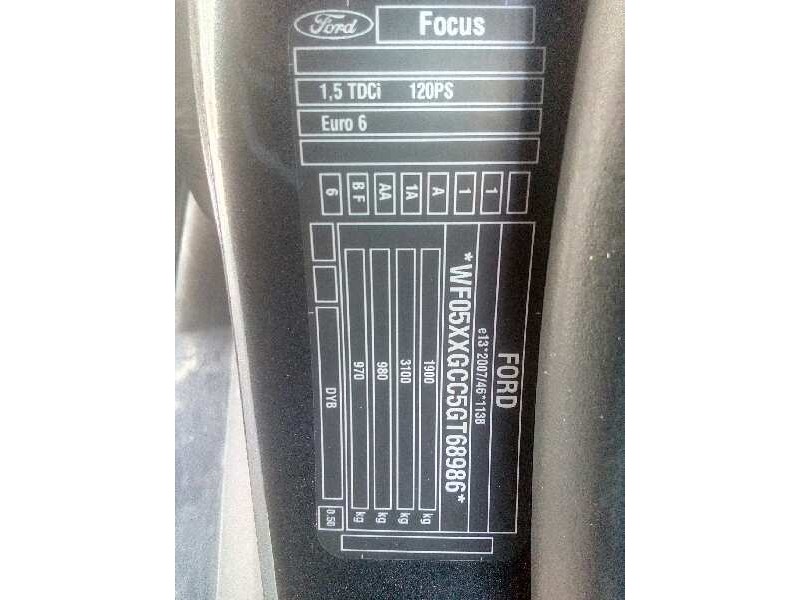 Ford Focus
1,5 TDCi 120PS
Euro 6
6 B F AA 1A A 1 1
FORD
e13*2007/46*1138
*WF05XXGCC5GT68986*
1900 kg
3100 kg
980 kg
970 kg
DYB 0.50